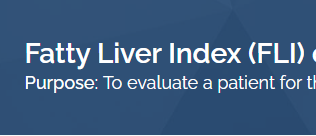 Fatty Liver Index (FLI)
Purpose: To evaluate a patient for